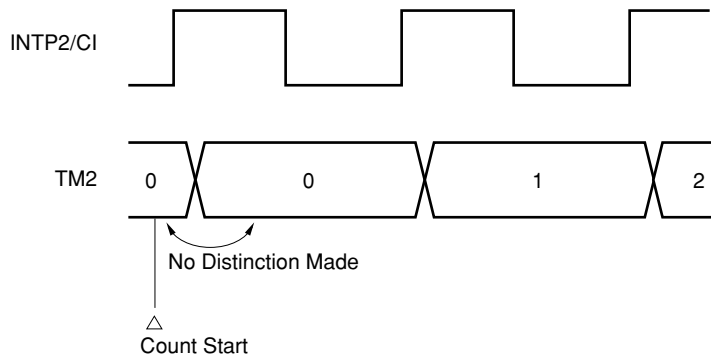 INTP2/CI
TM2
0
0
1
2
No Distinction Made
Count Start